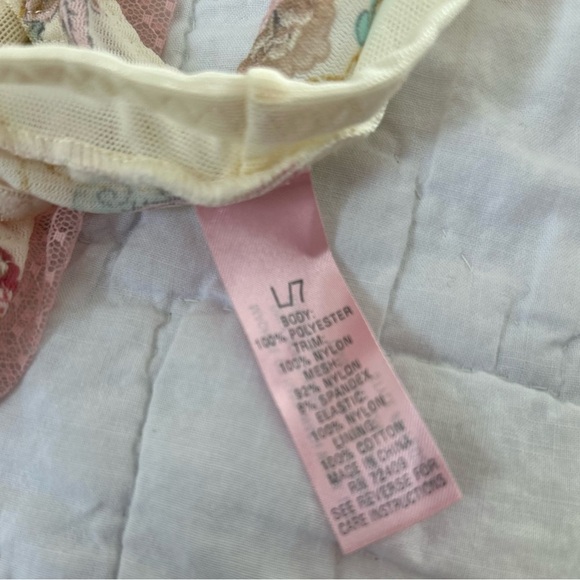 L/7
BODY:
100% POLYESTER
TRIM:
100% NYLON
MESH:
92% NYLON
8% SPANDEX
ELASTIC:
100% NYLON
LINING:
100% COTTON
MADE IN CHINA
RN 72409
SEE REVERSE FOR
CARE INSTRUCTIONS